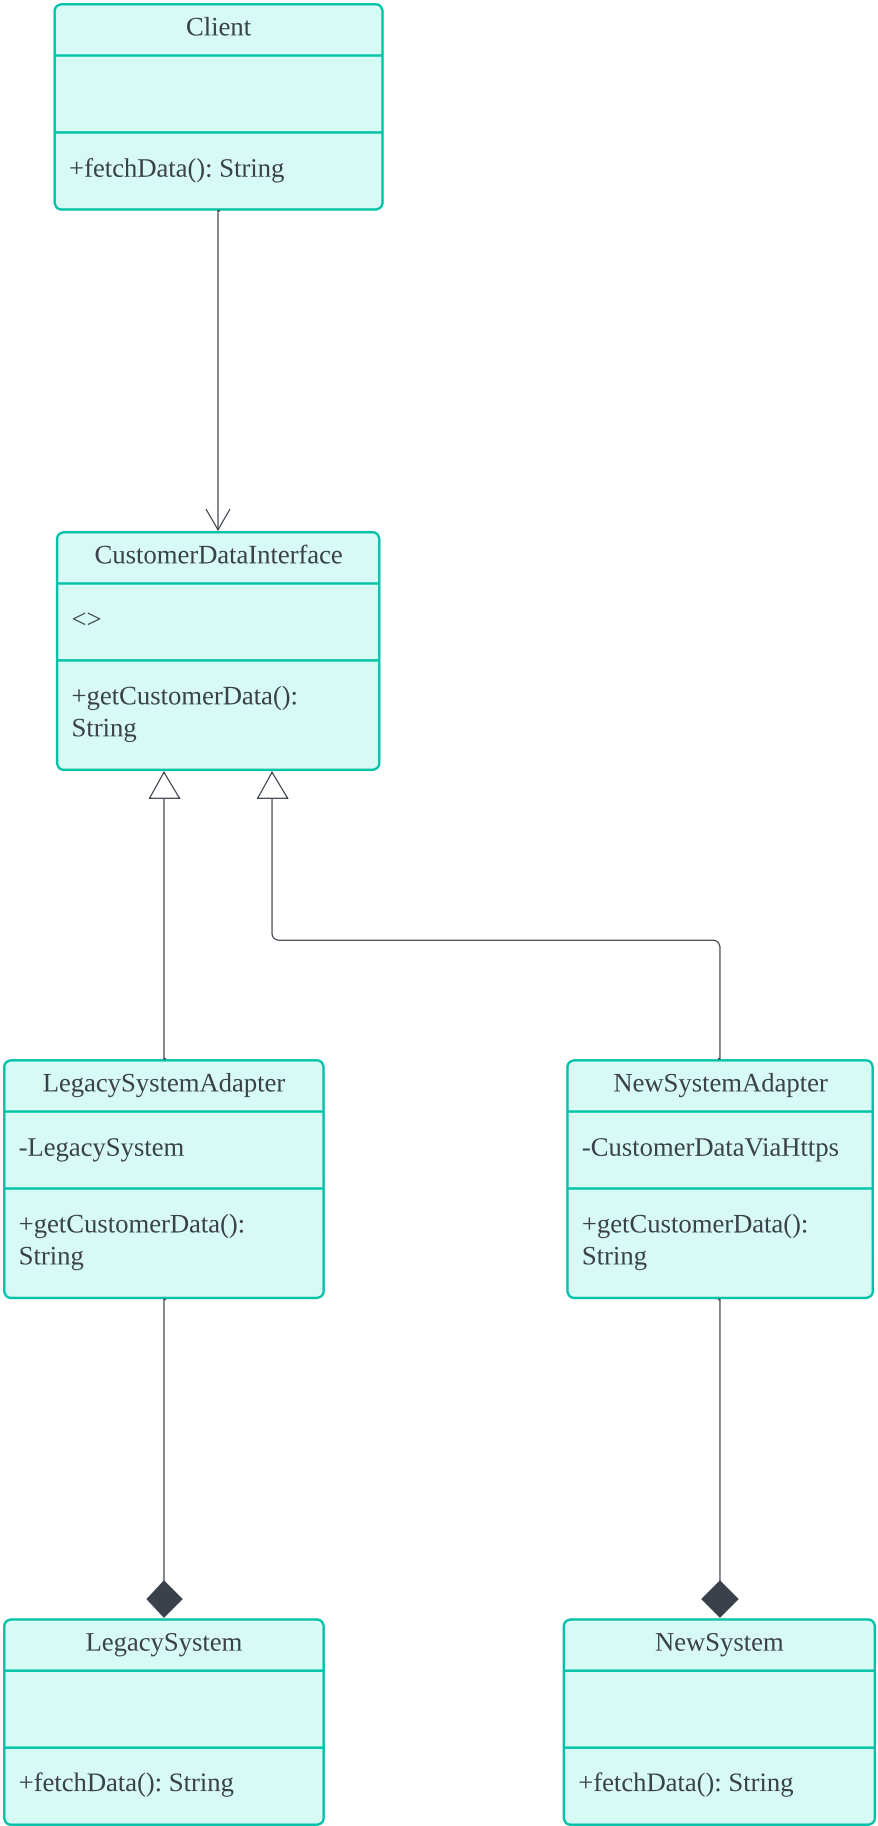 Client
+fetchData(): String
CustomerDataInterface
<>
+getCustomerData():
String
LegacySystemAdapter
-LegacySystem
+getCustomerData():
String
NewSystemAdapter
-CustomerDataViaHttps
+getCustomerData():
String
LegacySystem
+fetchData(): String
NewSystem
+fetchData(): String